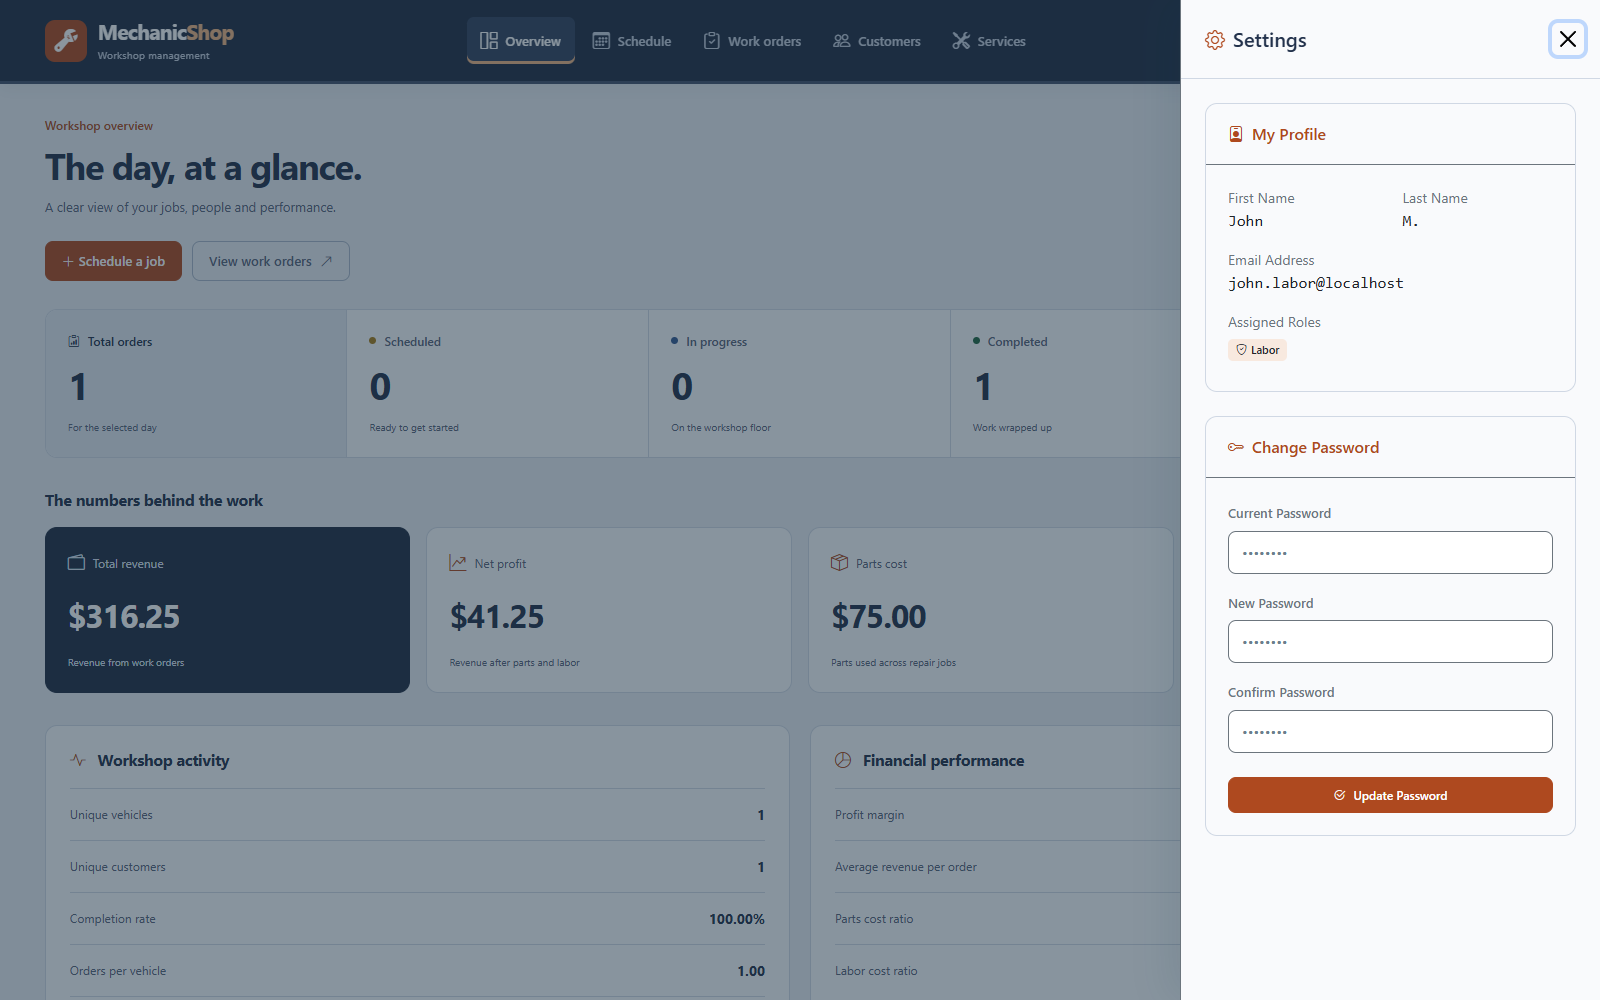 MechanicShop
Workshop management
Overview
Schedule
Work orders
Customers
Services
Workshop overview
The day, at a glance.
A clear view of your jobs, people and performance.
+ Schedule a job
View work orders
Total orders
1
For the selected day
Scheduled
0
Ready to get started
In progress
0
On the workshop floor
Completed
1
Work wrapped up
The numbers behind the work
Total revenue
$316.25
Revenue from work orders
Net profit
$41.25
Revenue after parts and labor
Parts cost
$75.00
Parts used across repair jobs
Workshop activity
Unique vehicles 1
Unique customers 1
Completion rate 100.00%
Orders per vehicle 1.00
Financial performance
Profit margin
Average revenue per order
Parts cost ratio
Labor cost ratio
Settings
My Profile
First Name Last Name
John M.
Email Address
john.labor@localhost
Assigned Roles
Labor
Change Password
Current Password
••••••••
New Password
••••••••
Confirm Password
••••••••
Update Password